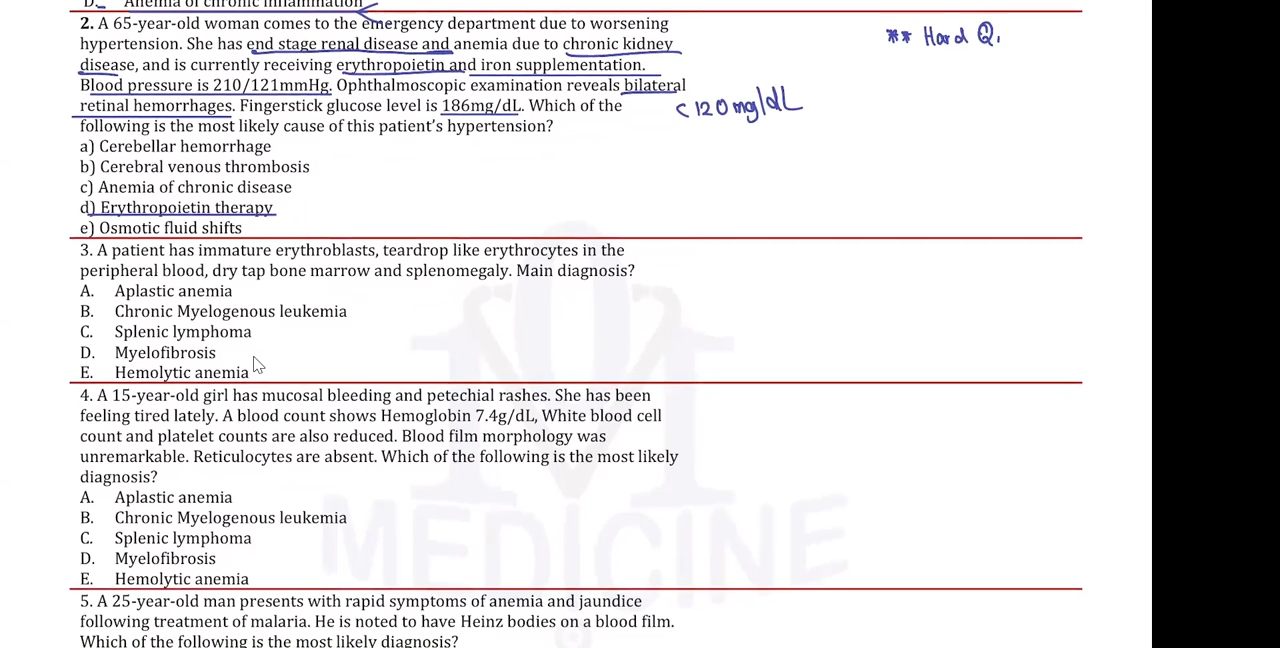 D. Anemia of chronic inflammation
2. A 65-year-old woman comes to the emergency department due to worsening
hypertension. She has end stage renal disease and anemia due to chronic kidney
disease, and is currently receiving erythropoietin and iron supplementation.
Blood pressure is 210/121mmHg. Ophthalmoscopic examination reveals bilateral
retinal hemorrhages. Fingerstick glucose level is 186mg/dL. Which of the
following is the most likely cause of this patient's hypertension?
** Hard Q.
< 120 mg/dL
a) Cerebellar hemorrhage
b) Cerebral venous thrombosis
c) Anemia of chronic disease
d) Erythropoietin therapy
e) Osmotic fluid shifts
3. A patient has immature erythroblasts, teardrop like erythrocytes in the
peripheral blood, dry tap bone marrow and splenomegaly. Main diagnosis?
A. Aplastic anemia
B. Chronic Myelogenous leukemia
C. Splenic lymphoma
D. Myelofibrosis
E. Hemolytic anemia
4. A 15-year-old girl has mucosal bleeding and petechial rashes. She has been
feeling tired lately. A blood count shows Hemoglobin 7.4g/dL, White blood cell
count and platelet counts are also reduced. Blood film morphology was
unremarkable. Reticulocytes are absent. Which of the following is the most likely
diagnosis?
A. Aplastic anemia
B. Chronic Myelogenous leukemia
C. Splenic lymphoma
D. Myelofibrosis
E. Hemolytic anemia
MEDICINE
5. A 25-year-old man presents with rapid symptoms of anemia and jaundice
following treatment of malaria. He is noted to have Heinz bodies on a blood film.
Which of the following is the most likely diagnosis?